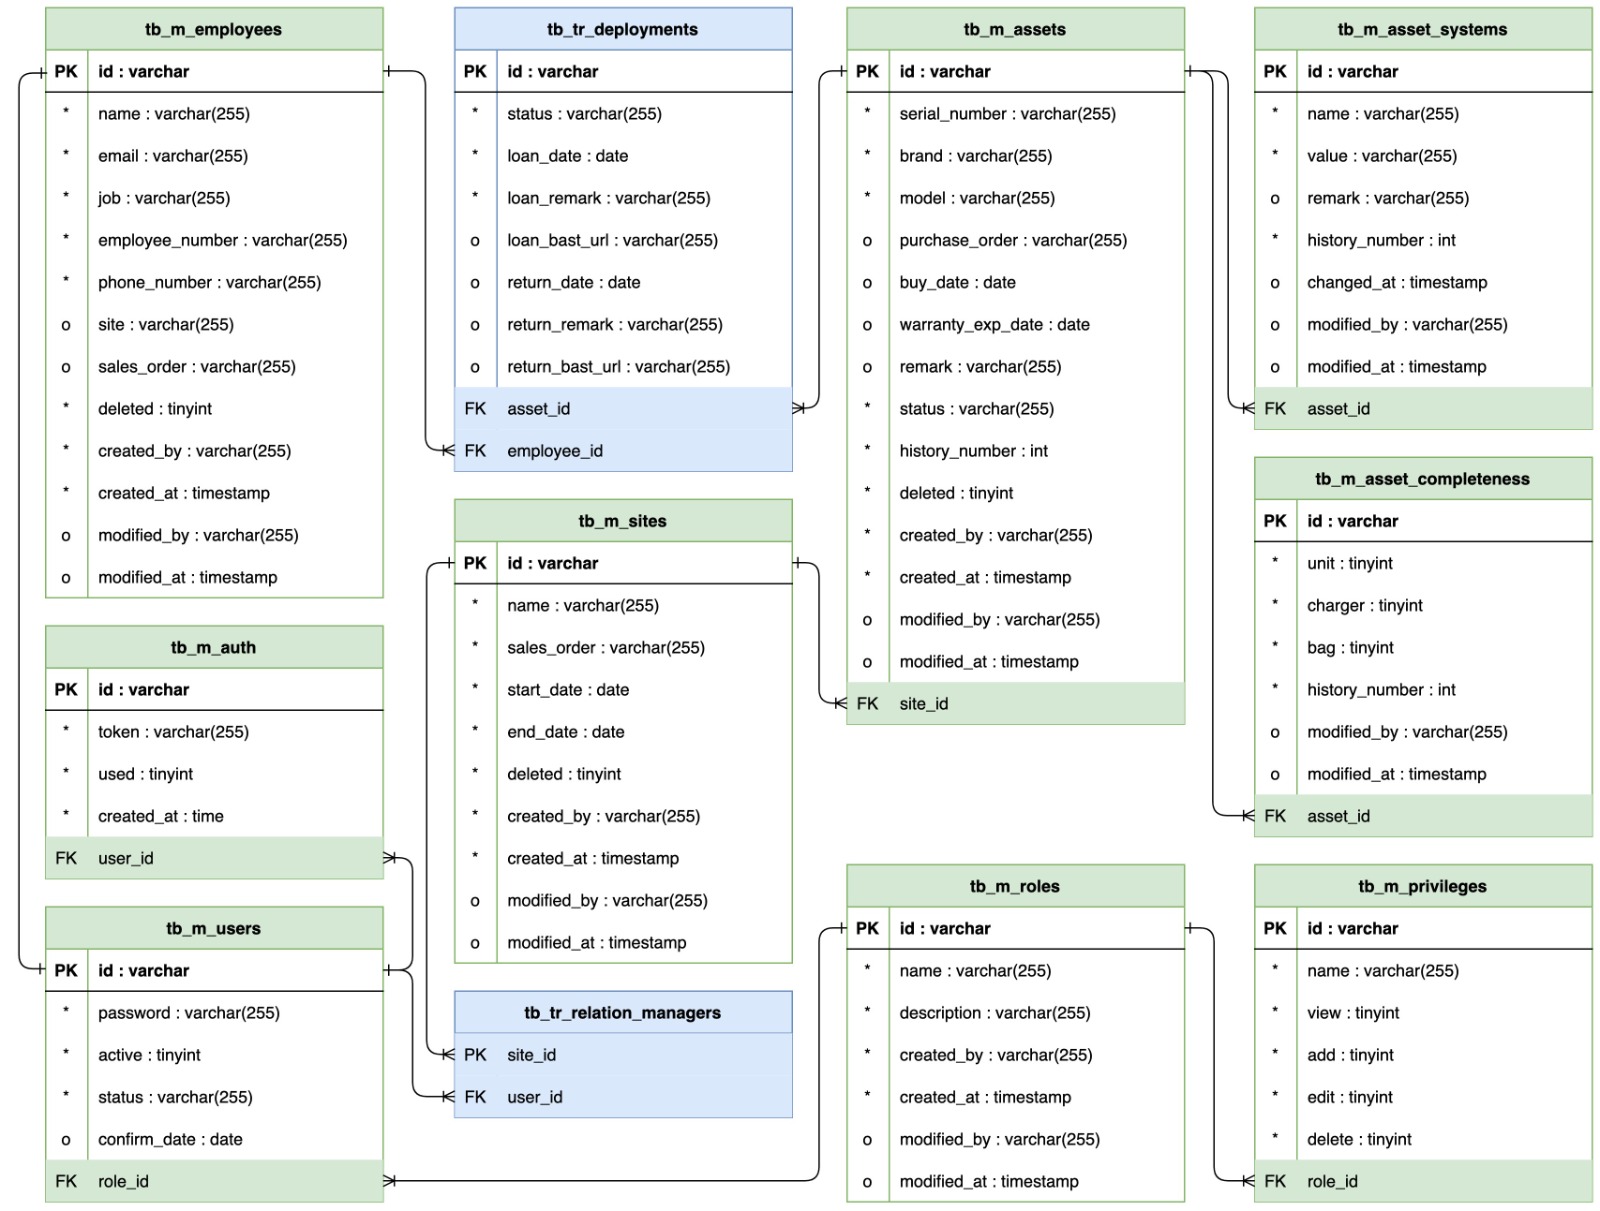 tb_m_employees
PK id : varchar
* name : varchar(255)
* email : varchar(255)
* job : varchar(255)
* employee_number : varchar(255)
* phone_number : varchar(255)
o site : varchar(255)
o sales_order : varchar(255)
* deleted : tinyint
* created_by : varchar(255)
* created_at : timestamp
o modified_by : varchar(255)
o modified_at : timestamp
tb_m_auth
PK id : varchar
* token : varchar(255)
* used : tinyint
* created_at : time
FK user_id
tb_m_users
PK id : varchar
* password : varchar(255)
* active : tinyint
* status : varchar(255)
o confirm_date : date
FK role_id
tb_tr_deployments
PK id : varchar
* status : varchar(255)
* loan_date : date
* loan_remark : varchar(255)
o loan_bast_url : varchar(255)
o return_date : date
o return_remark : varchar(255)
o return_bast_url : varchar(255)
FK asset_id
FK employee_id
tb_m_sites
PK id : varchar
* name : varchar(255)
* sales_order : varchar(255)
* start_date : date
* end_date : date
* deleted : tinyint
* created_by : varchar(255)
* created_at : timestamp
o modified_by : varchar(255)
o modified_at : timestamp
tb_tr_relation_managers
PK site_id
FK user_id
tb_m_assets
PK id : varchar
* serial_number : varchar(255)
* brand : varchar(255)
* model : varchar(255)
o purchase_order : varchar(255)
o buy_date : date
o warranty_exp_date : date
o remark : varchar(255)
* status : varchar(255)
* history_number : int
* deleted : tinyint
* created_by : varchar(255)
* created_at : timestamp
o modified_by : varchar(255)
o modified_at : timestamp
FK site_id
tb_m_roles
PK id : varchar
* name : varchar(255)
* description : varchar(255)
* created_by : varchar(255)
* created_at : timestamp
o modified_by : varchar(255)
o modified_at : timestamp
tb_m_asset_systems
PK id : varchar
* name : varchar(255)
* value : varchar(255)
o remark : varchar(255)
* history_number : int
o changed_at : timestamp
o modified_by : varchar(255)
o modified_at : timestamp
FK asset_id
tb_m_asset_completeness
PK id : varchar
* unit : tinyint
* charger : tinyint
* bag : tinyint
* history_number : int
o modified_by : varchar(255)
o modified_at : timestamp
FK asset_id
tb_m_privileges
PK id : varchar
* name : varchar(255)
* view : tinyint
* add : tinyint
* edit : tinyint
* delete : tinyint
FK role_id